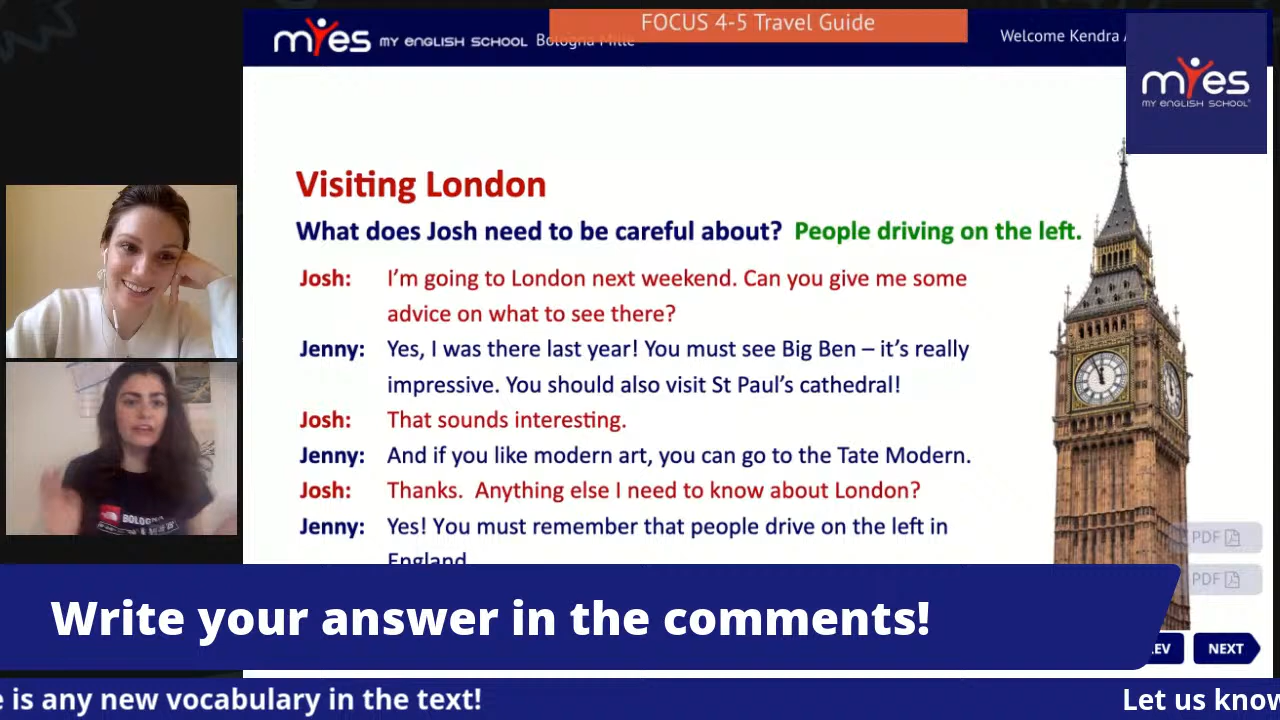 FOCUS 4-5 Travel Guide
myes MY ENGLISH SCHOOL Bologna Mille
Welcome Kendra A
myes
MY ENGLISH SCHOOL
Visiting London
What does Josh need to be careful about? People driving on the left.
Josh: I'm going to London next weekend. Can you give me some
advice on what to see there?
Jenny: Yes, I was there last year! You must see Big Ben – it's really
impressive. You should also visit St Paul's cathedral!
Josh: That sounds interesting.
Jenny: And if you like modern art, you can go to the Tate Modern.
Josh: Thanks. Anything else I need to know about London?
Jenny: Yes! You must remember that people drive on the left in
England
PDF
PDF
EV NEXT
BOLOGNA
Write your answer in the comments!
e is any new vocabulary in the text! Let us know